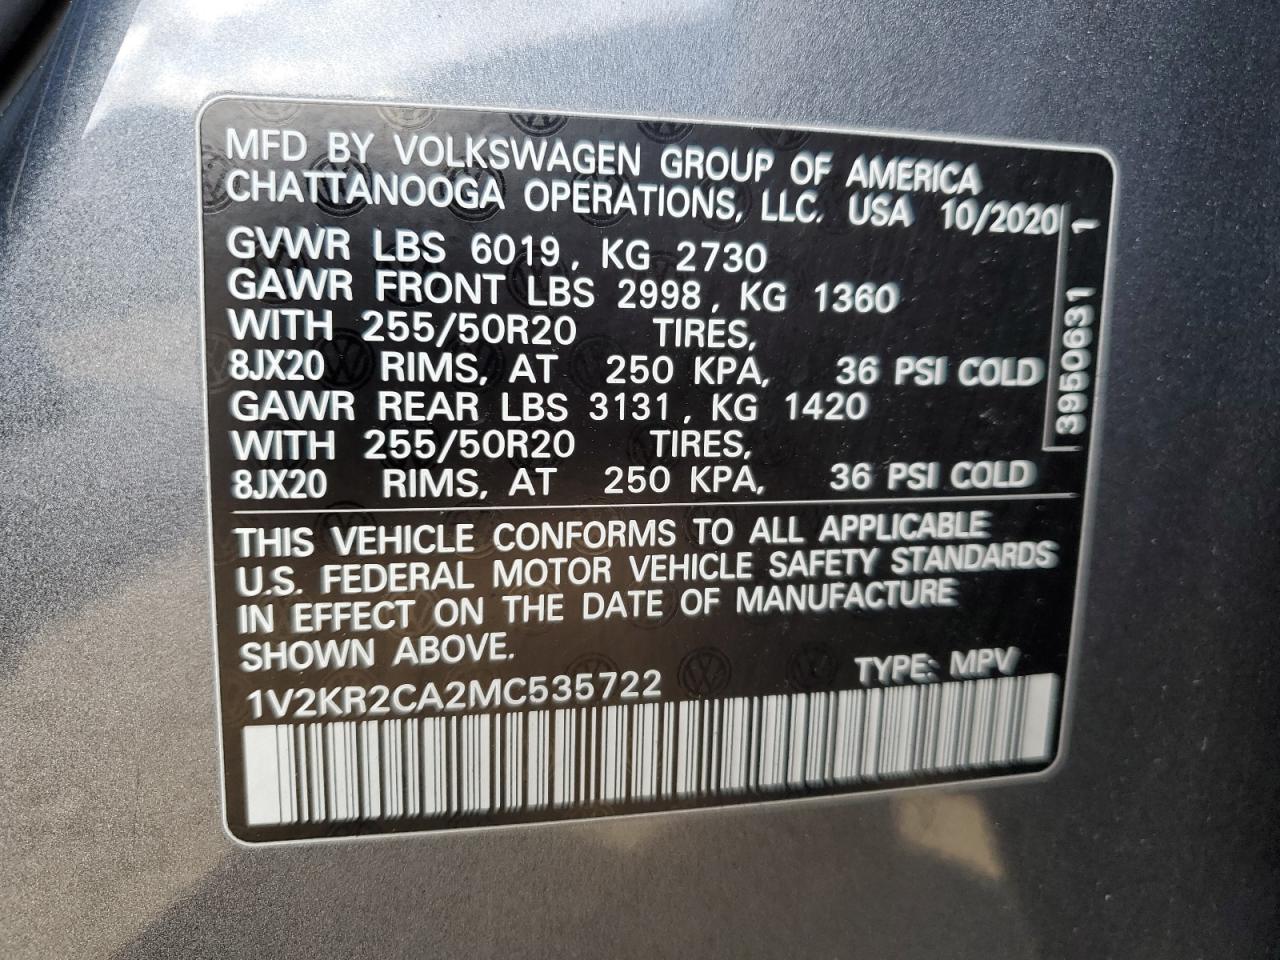 MFD BY VOLKSWAGEN GROUP OF AMERICA
CHATTANOOGA OPERATIONS, LLC. USA 10/2020
GVWR LBS 6019, KG 2730
GAWR FRONT LBS 2998, KG 1360
WITH 255/50R20 TIRES,
8JX20 RIMS, AT 250 KPA, 36 PSI COLD
GAWR REAR LBS 3131, KG 1420
WITH 255/50R20 TIRES,
8JX20 RIMS, AT 250 KPA, 36 PSI COLD
3950631 1
THIS VEHICLE CONFORMS TO ALL APPLICABLE
U.S. FEDERAL MOTOR VEHICLE SAFETY STANDARDS
IN EFFECT ON THE DATE OF MANUFACTURE
SHOWN ABOVE.
TYPE: MPV
1V2KR2CA2MC535722